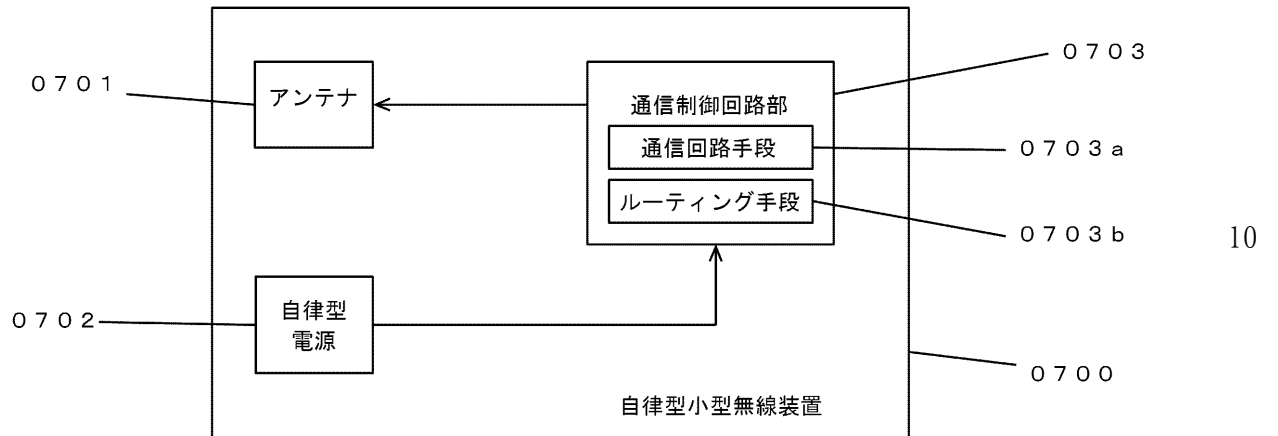 ０７０１
アンテナ
通信制御回路部
通信回路手段
ルーティング手段
０７０３
０７０３ａ
０７０３ｂ
10
０７０２
自律型
電源
０７００
自律型小型無線装置